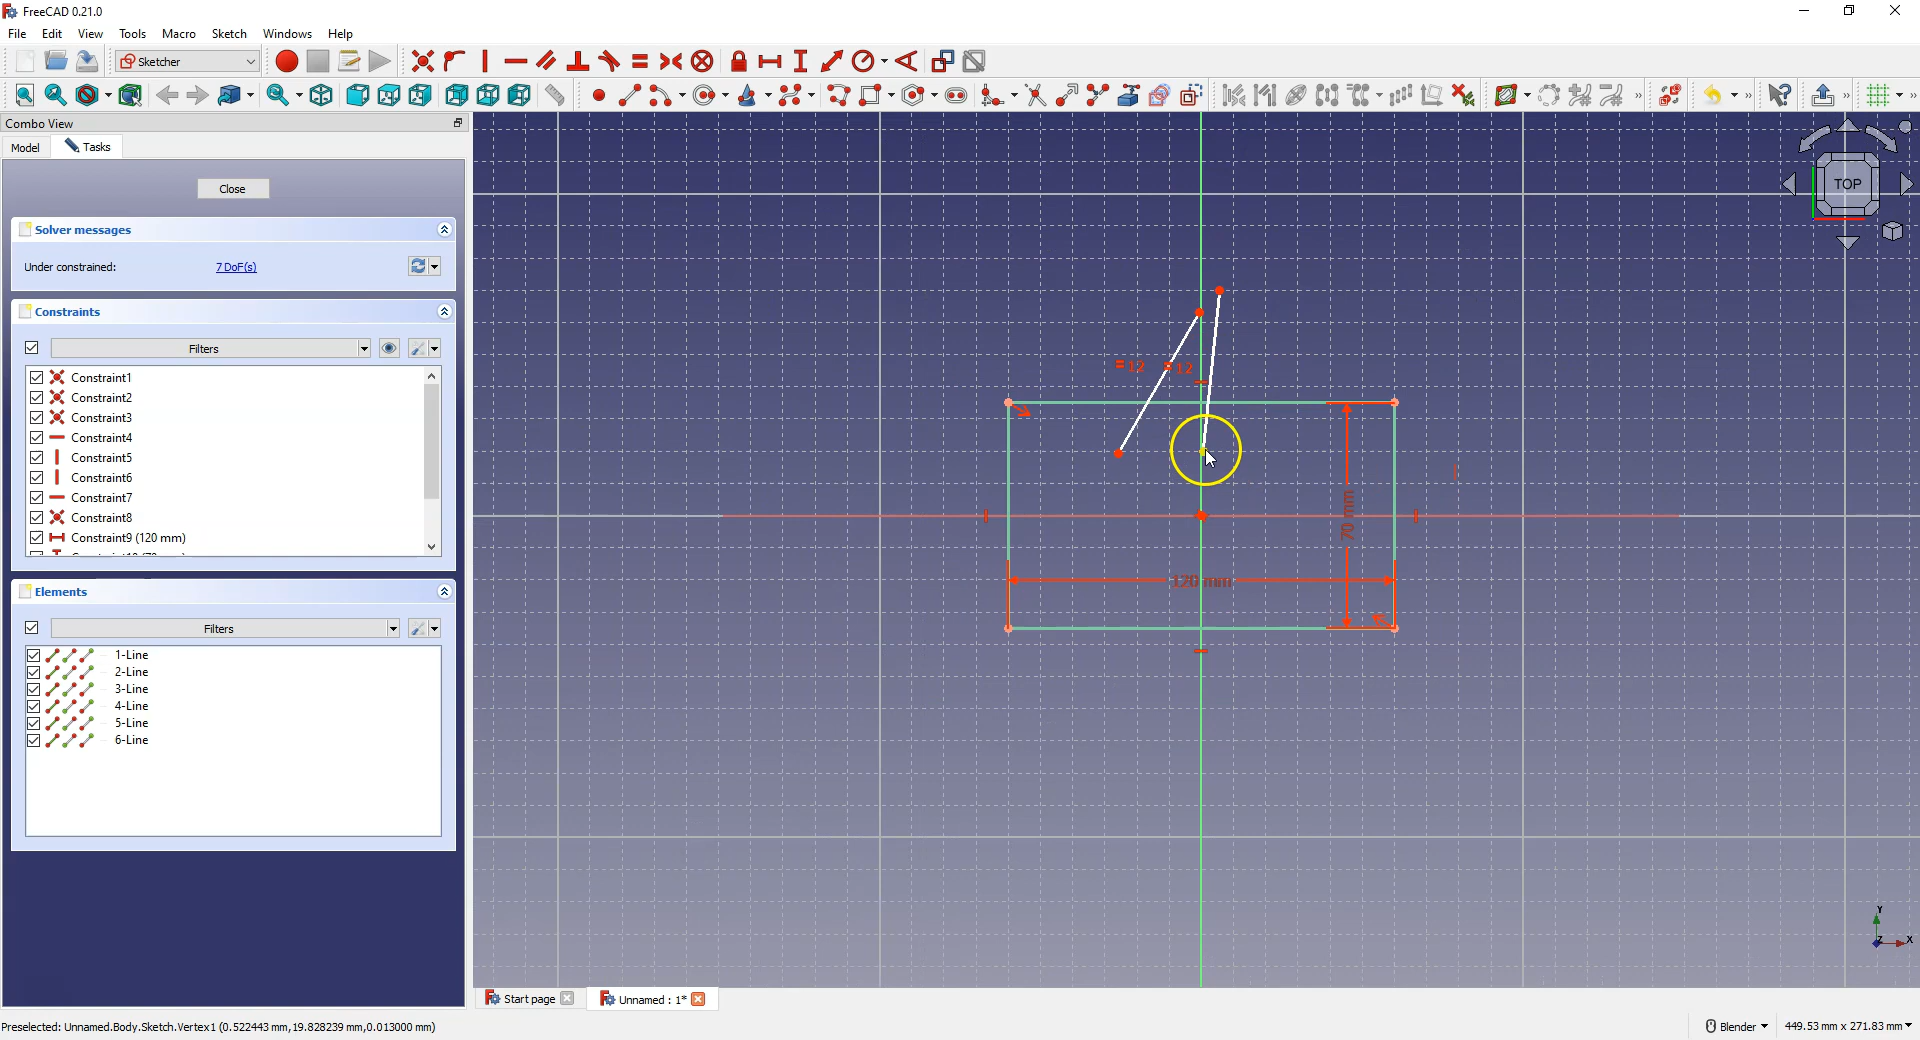 FreeCAD 0.21.0
File Edit View Tools Macro Sketch Windows Help
Sketcher
Combo View
Model Tasks
Close
Solver messages
Under constrained: 7 DoF(s)
Constraints
Filters
Constraint1
Constraint2
Constraint3
Constraint4
Constraint5
Constraint6
Constraint7
Constraint8
Constraint9 (120 mm)
Elements
Filters
1-Line
2-Line
3-Line
4-Line
5-Line
6-Line
TOP
12 12
70 mm
120 mm
Y
Z X
Start page Unnamed : 1*
Preselected: Unnamed.Body.Sketch.Vertex1 (0.522443 mm,19.828239 mm,0.013000 mm)
Blender 449.53 mm x 271.83 mm